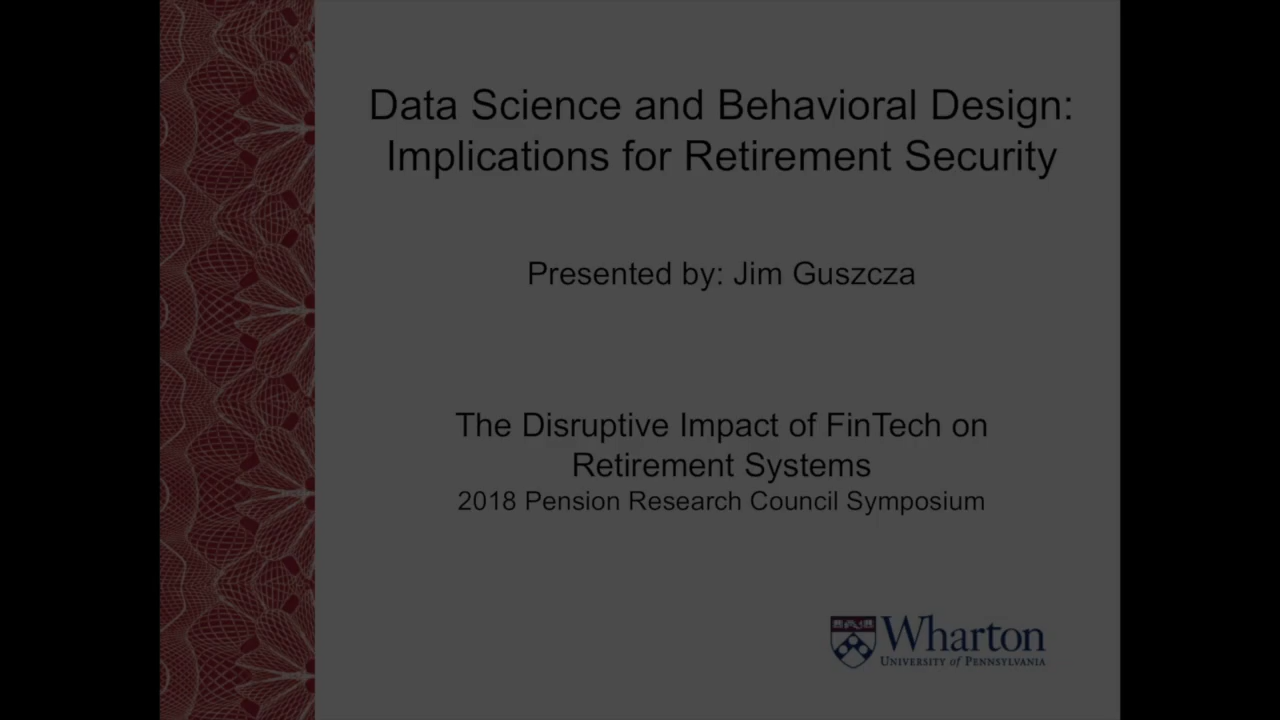 Data Science and Behavioral Design:
Implications for Retirement Security
Presented by: Jim Guszcza
The Disruptive Impact of FinTech on
Retirement Systems
2018 Pension Research Council Symposium
Wharton
UNIVERSITY of PENNSYLVANIA